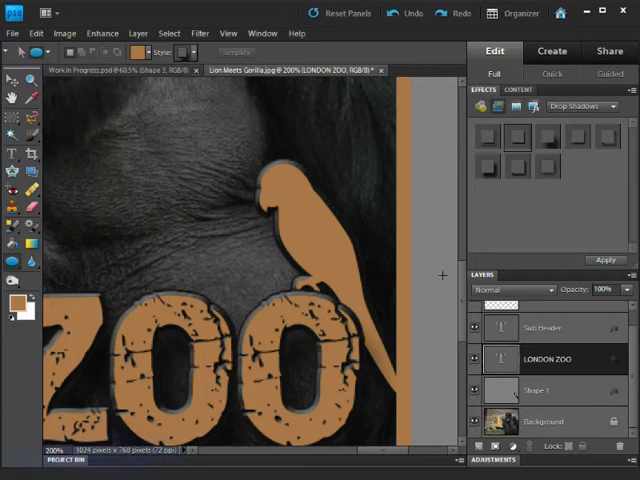 pse
Reset Panels
Undo
Redo
Organizer
File Edit Image Enhance Layer Select Filter View Window Help
Style:
Simplify
Edit
Create
Share
Full
Quick
Guided
Work in Progress.psd @ 60.5% (Shape 3, RGB/8)
Lion Meets Gorilla.jpg @ 200% (LONDON ZOO, RGB/8) *
EFFECTS CONTENT
Drop Shadows
Apply
LAYERS
Normal Opacity: 100%
Sub Header
LONDON ZOO
Shape 1
Background
Lock:
ADJUSTMENTS
ZOO
200% 1024 pixels x 768 pixels (72 ppi)
PROJECT BIN